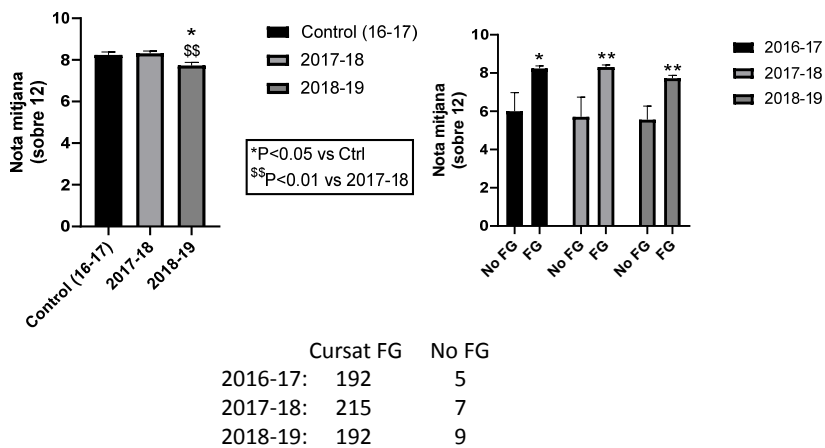 Nota mitjana
(sobre 12)
10
8
6
4
2
0
*
$$
Control (16-17)
2017-18
2018-19
Control (16-17)
2017-18
2018-19
*P<0.05 vs Ctrl
$$P<0.01 vs 2017-18
Nota mitjana
(sobre 12)
10
8
6
4
2
0
*
**
**
No FG
FG
No FG
FG
No FG
FG
2016-17
2017-18
2018-19
Cursat FG No FG
2016-17: 192 5
2017-18: 215 7
2018-19: 192 9